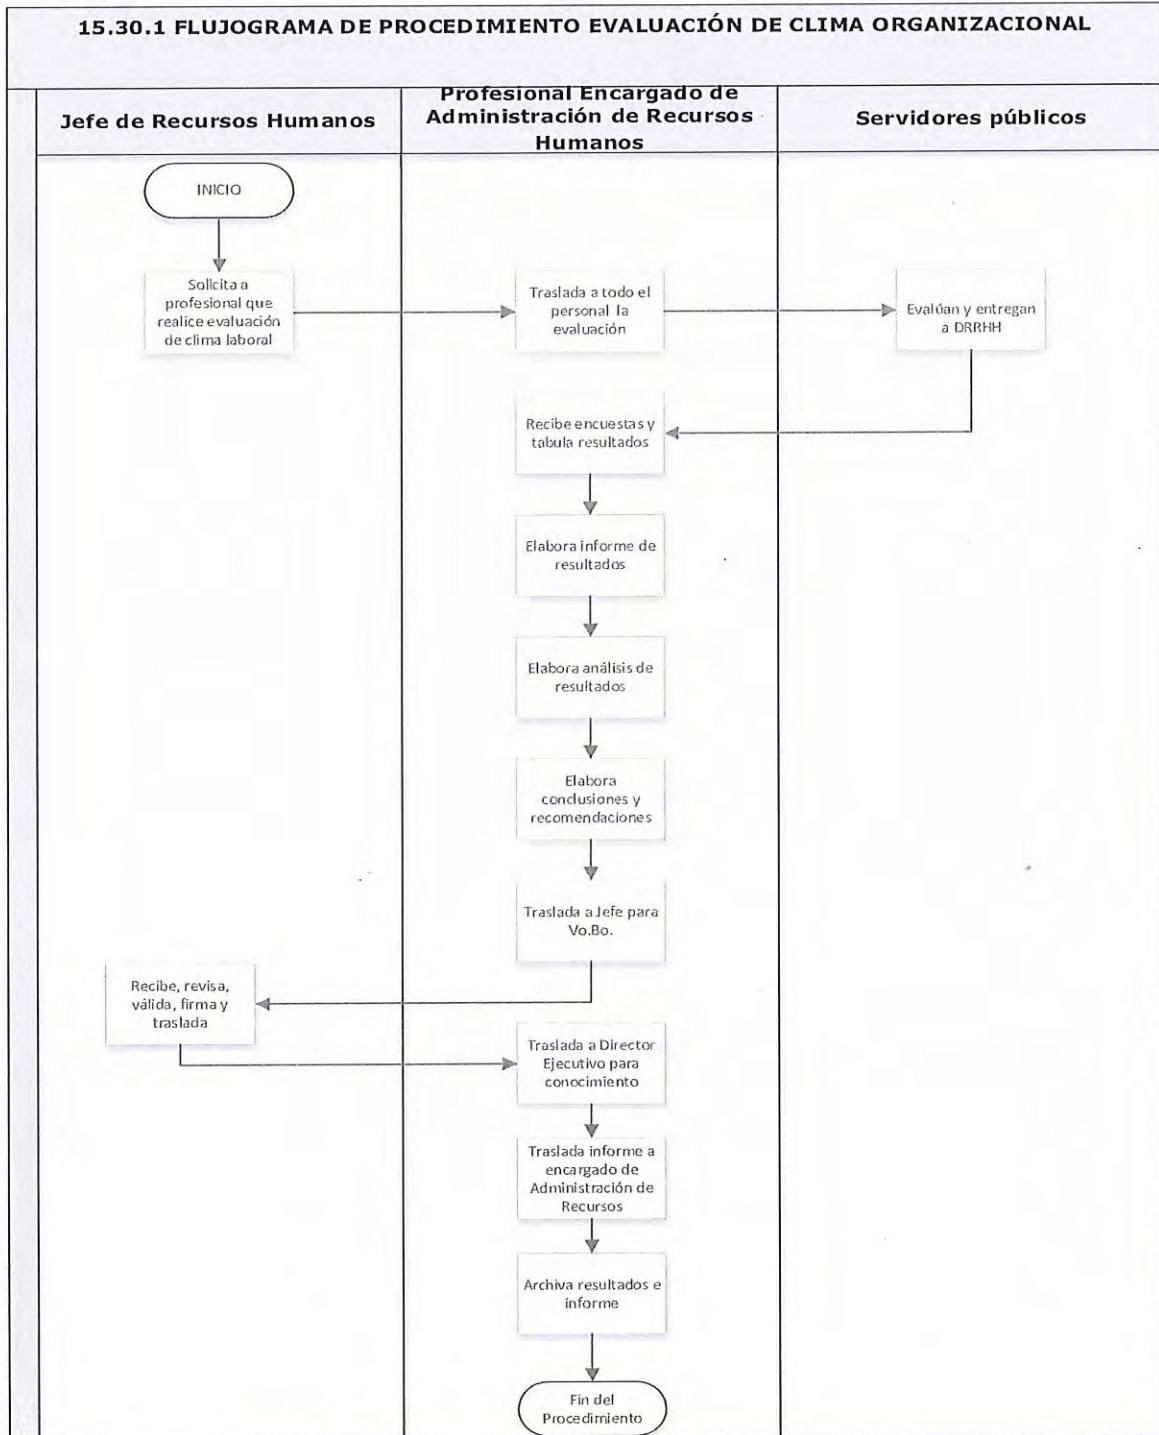 15.30.1 FLUJOGRAMA DE PROCEDIMIENTO EVALUACIÓN DE CLIMA ORGANIZACIONAL
Jefe de Recursos Humanos
Profesional Encargado de
Administración de Recursos
Humanos
Servidores públicos
INICIO
Solicita a
profesional que
realice evaluación
de clima laboral
Traslada a todo el
personal la
evaluación
Evalúan y entregan
a DRRHH
Recibe encuestas y
tabula resultados
Elabora informe de
resultados
Elabora análisis de
resultados
Elabora
conclusiones y
recomendaciones
Traslada a Jefe para
Vo.Bo.
Recibe, revisa,
válida, firma y
traslada
Traslada a Director
Ejecutivo para
conocimiento
Traslada informe a
encargado de
Administración de
Recursos
Archiva resultados e
informe
Fin del
Procedimiento